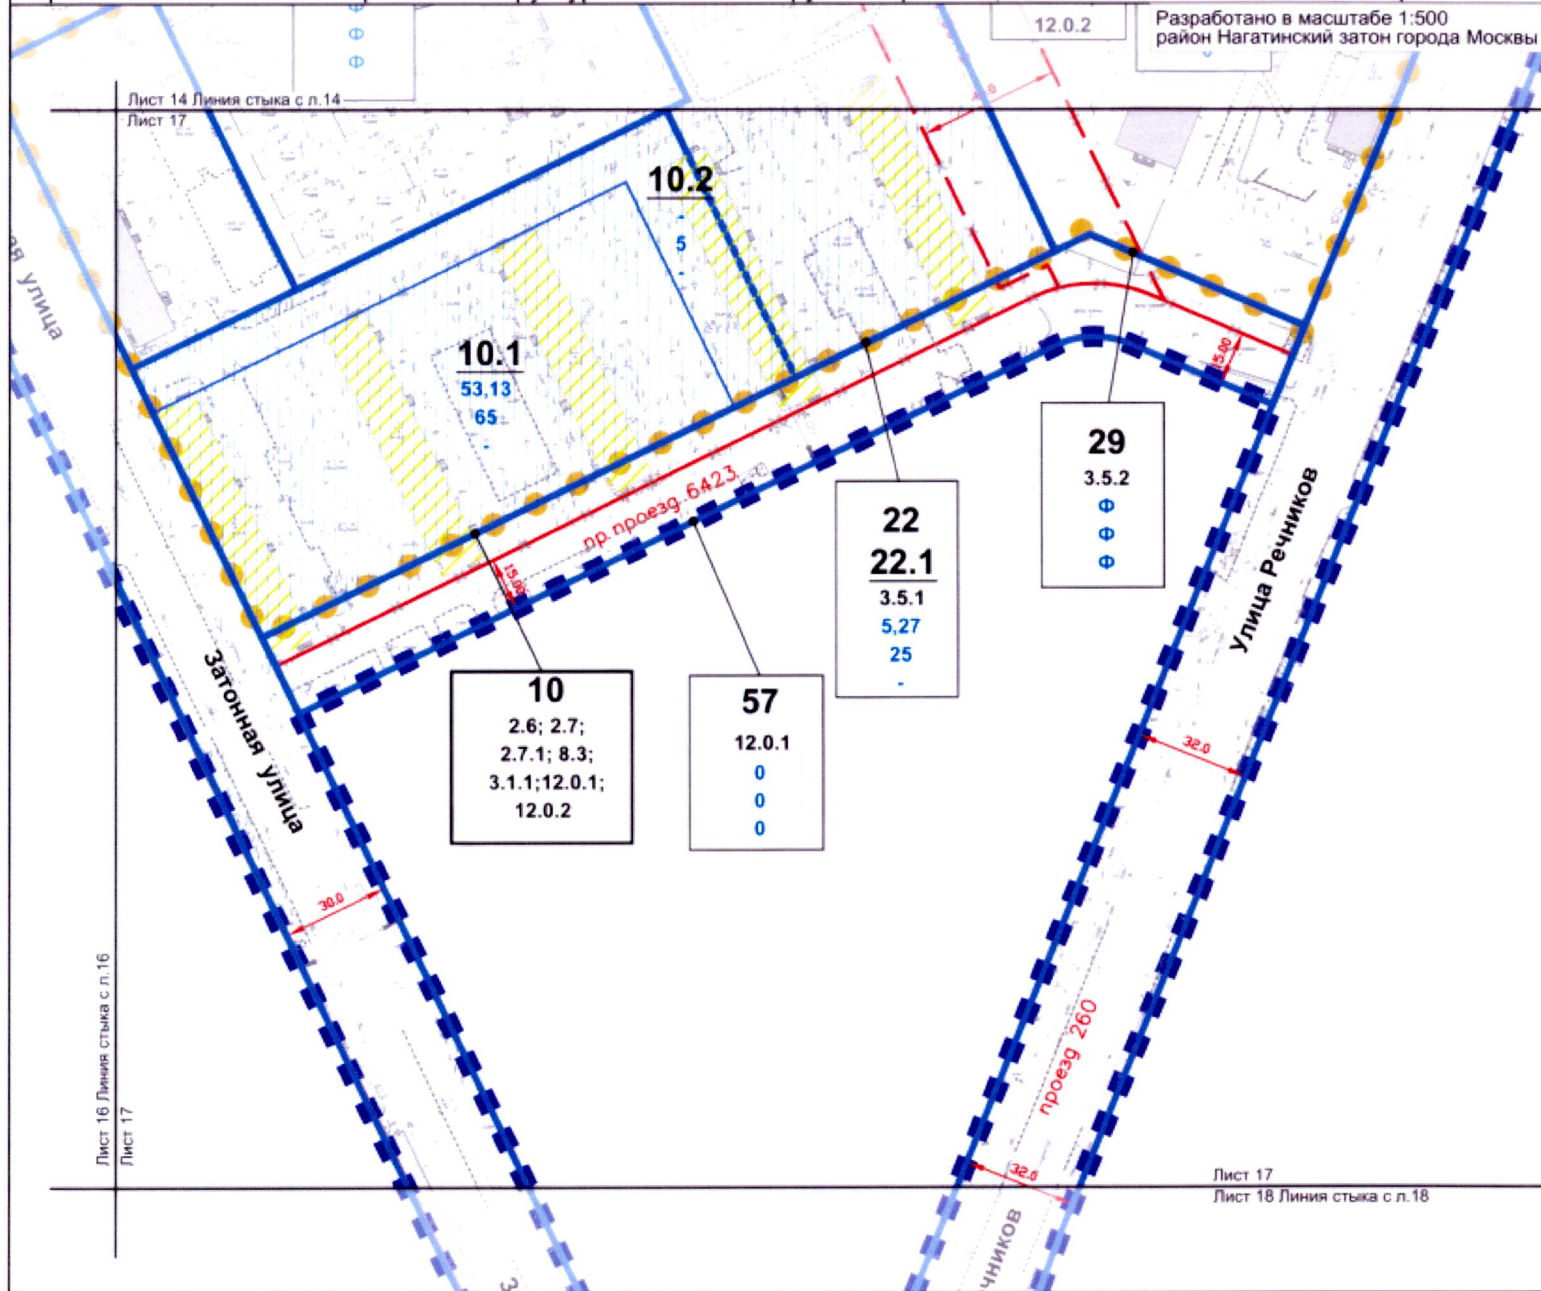 Ф
Ф
Ф
12.0.2
Разработано в масштабе 1:500
район Нагатинский затон города Москвы
Лист 14 Линия стыка с л.14
Лист 17
10.2
-
5
-
ая улица
10.1
53,13
65
-
15.00
29
3.5.2
Ф
Ф
Ф
пр. проезд 6423
22
22.1
3.5.1
5,27
25
-
15.00
Улица Речников
Затонная улица
10
2.6; 2.7;
2.7.1; 8.3;
3.1.1;12.0.1;
12.0.2
57
12.0.1
0
0
0
32.0
30.0
Лист 16 Линия стыка с л.16
Лист 17
проезд 260
32.0
Лист 17
Лист 18 Линия стыка с л.18
чников
З